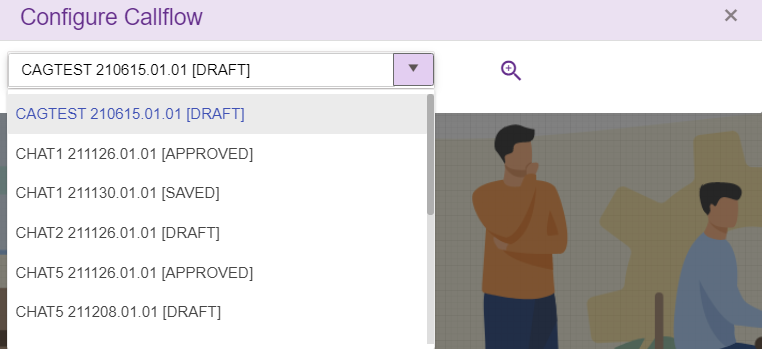 Configure Callflow
CAGTEST 210615.01.01 [DRAFT]
CAGTEST 210615.01.01 [DRAFT]
CHAT1 211126.01.01 [APPROVED]
CHAT1 211130.01.01 [SAVED]
CHAT2 211126.01.01 [DRAFT]
CHAT5 211126.01.01 [APPROVED]
CHAT5 211208.01.01 [DRAFT]